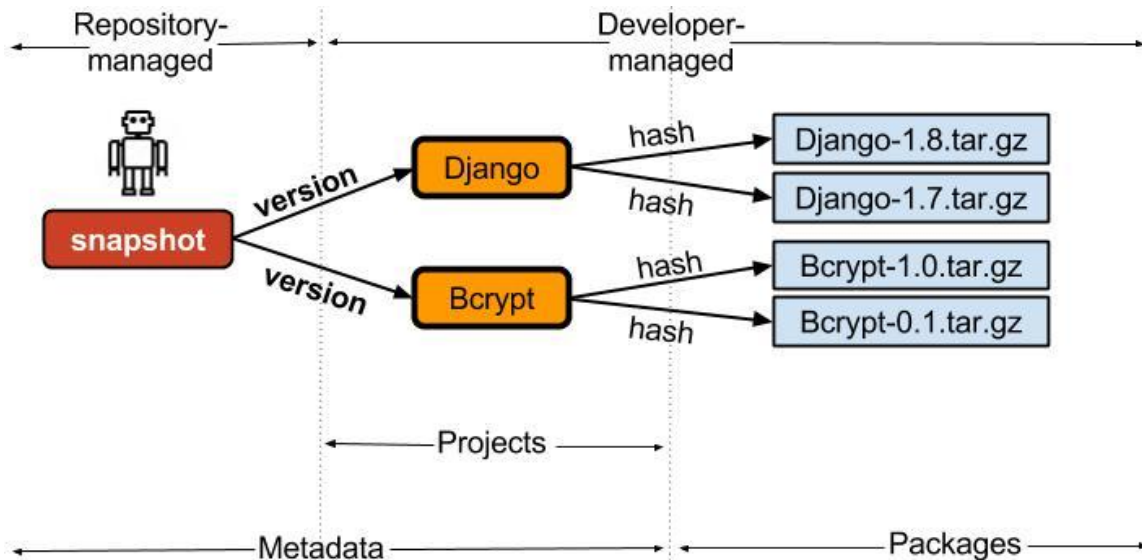 Repository-
managed
Developer-
managed
version
version
snapshot
Django
Bcrypt
hash
hash
hash
hash
Django-1.8.tar.gz
Django-1.7.tar.gz
Bcrypt-1.0.tar.gz
Bcrypt-0.1.tar.gz
Projects
Metadata
Packages